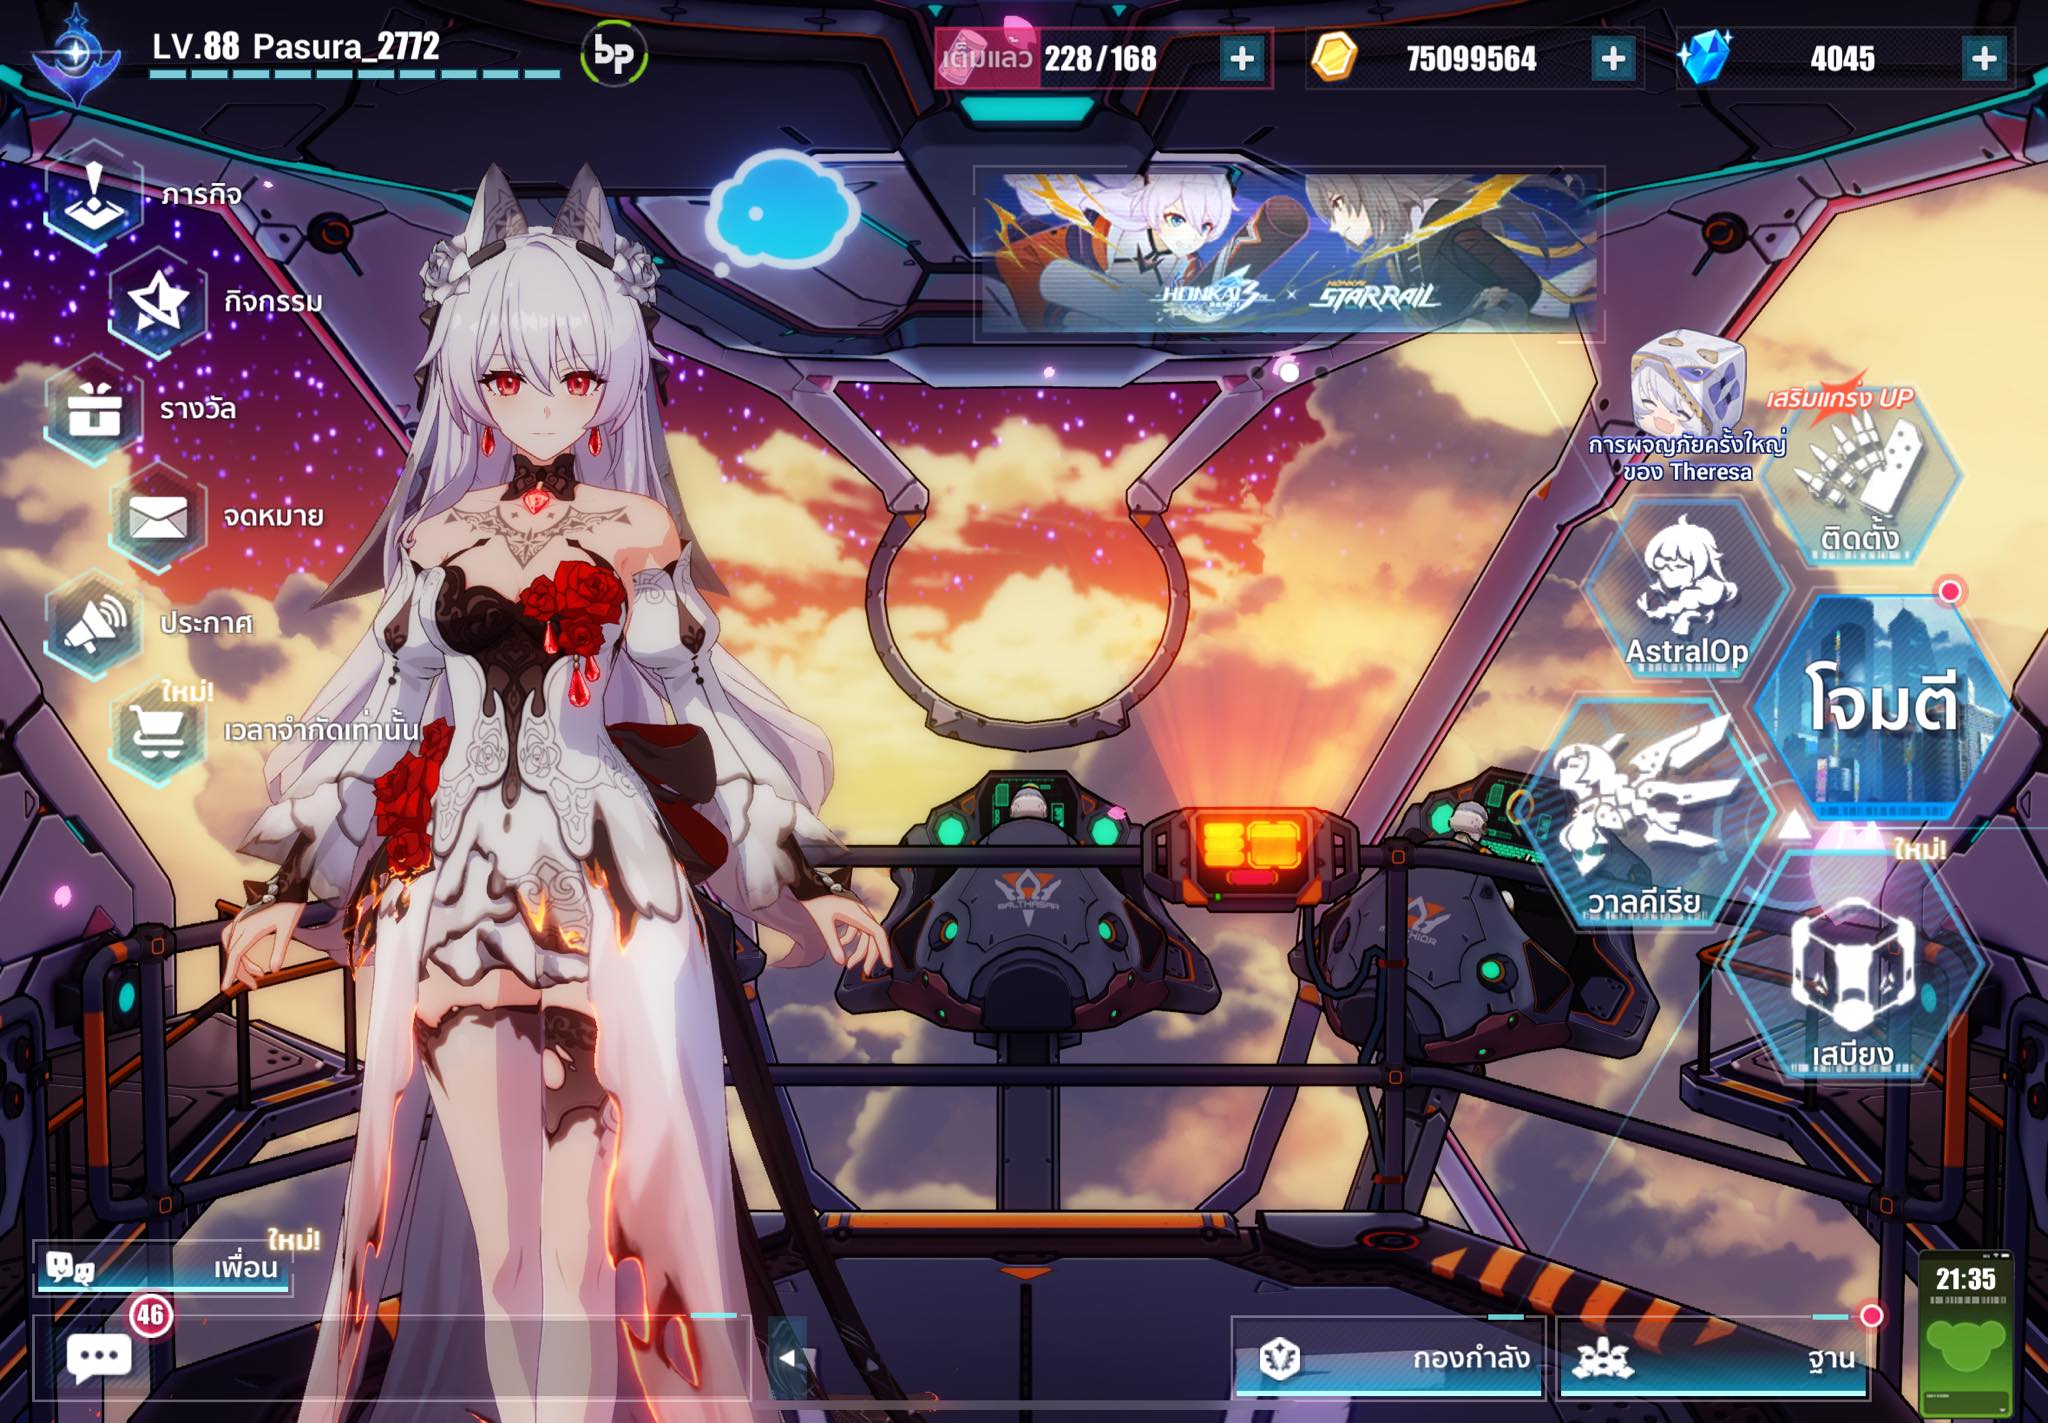 LV.88 Pasura_2772
bp
เต็มแล้ว 228/168
75099564
4045
ภารกิจ
กิจกรรม
รางวัล
จดหมาย
ประกาศ
ใหม่!
เวลาจำกัดเท่านั้น
HONKAI 3rd × HONKAI STAR RAIL
การผจญภัยครั้งใหญ่
ของ Theresa
เสริมแกร่ง UP
ติดตั้ง
AstralOp
โจมตี
วาลคีเรีย
ใหม่!
เสบียง
BALTHASAR
ใหม่!
เพื่อน
46
กองกำลัง
ฐาน
21:35